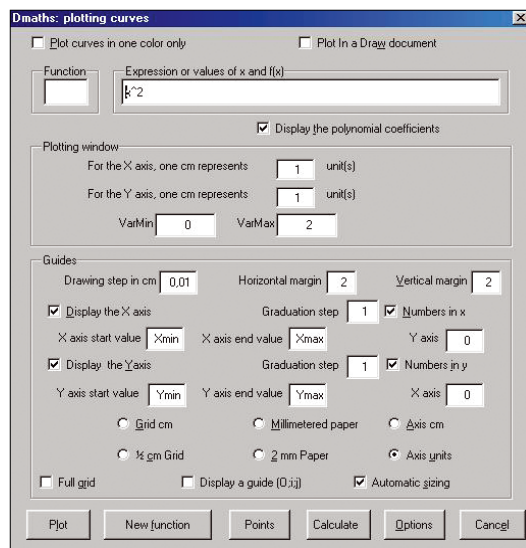 Dmaths: plotting curves
Plot curves in one color only Plot In a Draw document
Function Expression or values of x and f(x)
x^2
Display the polynomial coefficients
Plotting window
For the X axis, one cm represents 1 unit(s)
For the Y axis, one cm represents 1 unit(s)
VarMin 0 VarMax 2
Guides
Drawing step in cm 0,01 Horizontal margin 2 Vertical margin 2
Display the X axis Graduation step 1 Numbers in x
X axis start value Xmin X axis end value Xmax Y axis 0
Display the Yaxis Graduation step 1 Numbers in y
Y axis start value Ymin Y axis end value Ymax X axis 0
Grid cm Millimetered paper Axis cm
½ cm Grid 2 mm Paper Axis units
Full grid Display a guide (O,i;j) Automatic sizing
Plot New function Points Calculate Options Cancel